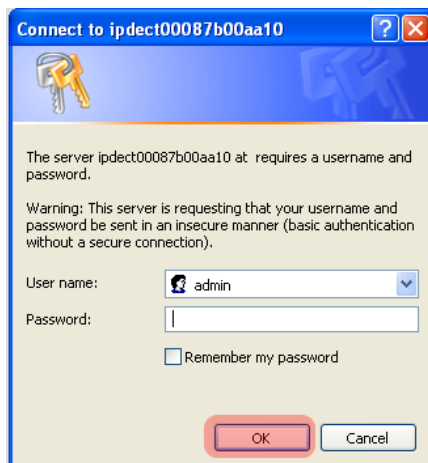 Connect to ipdect00087b00aa10
The server ipdect00087b00aa10 at  requires a username and
password.
Warning: This server is requesting that your username and
password be sent in an insecure manner (basic authentication
without a secure connection).
User name:
admin
Password:
Remember my password
OK
Cancel